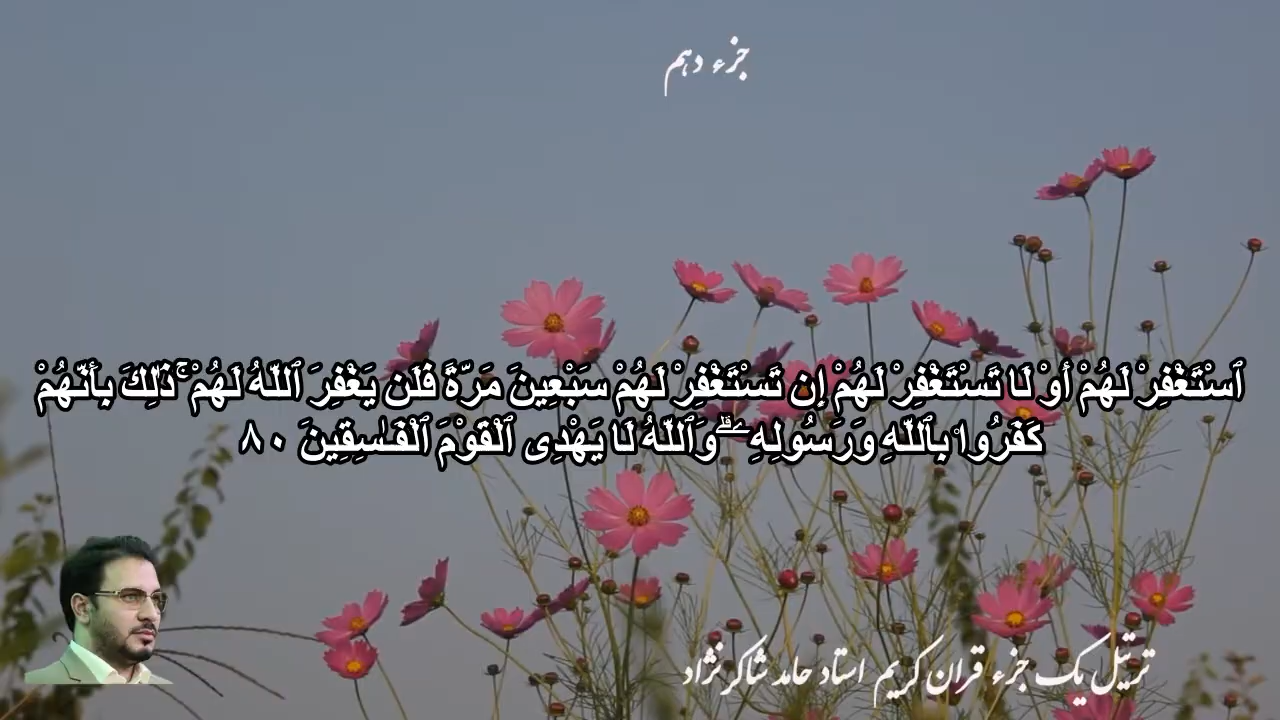 جزء دهم
ٱسْتَغْفِرْ لَهُمْ أَوْ لَا تَسْتَغْفِرْ لَهُمْ إِن تَسْتَغْفِرْ لَهُمْ سَبْعِينَ مَرَّةً فَلَن يَغْفِرَ ٱللَّهُ لَهُمْ ۚ ذَٰلِكَ بِأَنَّهُمْ
كَفَرُوا۟ بِٱللَّهِ وَرَسُولِهِۦ ۗ وَٱللَّهُ لَا يَهْدِى ٱلْقَوْمَ ٱلْفَـٰسِقِينَ ٨٠
ترتیل یک جزء قران کریم استاد حامد شاکرنژاد